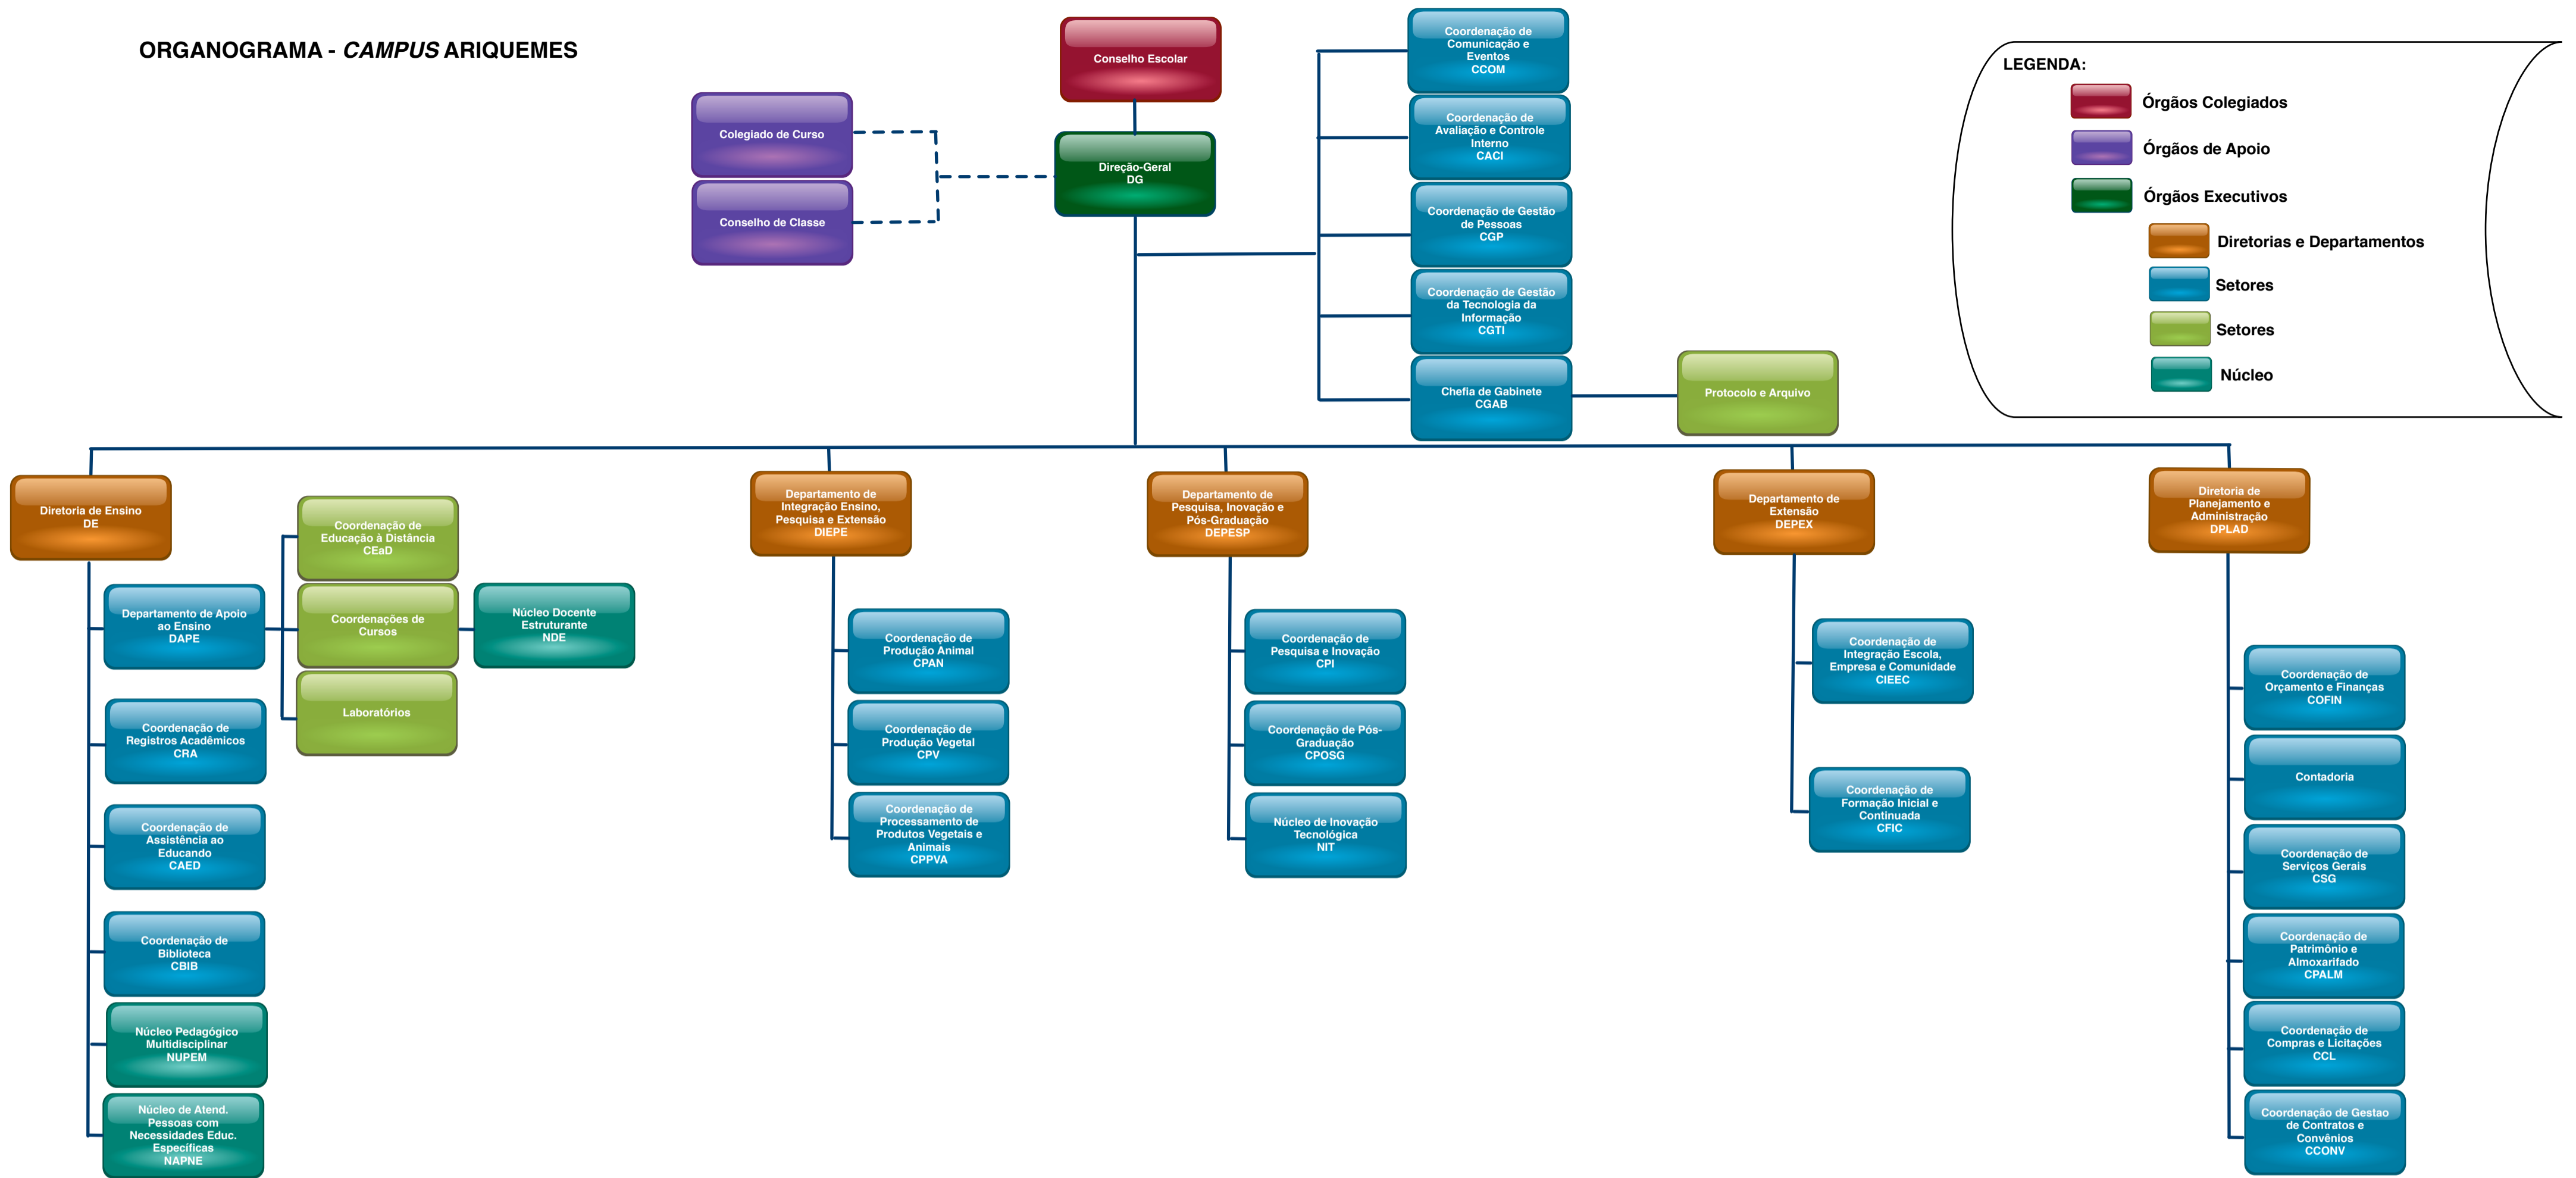 ORGANOGRAMA - CAMPUS ARIQUEMES
Conselho Escolar
Colegiado de Curso
Conselho de Classe
Direção-Geral
DG
Coordenação de
Comunicação e
Eventos
CCOM
Coordenação de
Avaliação e Controle
Interno
CACI
Coordenação de Gestão
de Pessoas
CGP
Coordenação de Gestão
da Tecnologia da
Informação
CGTI
Chefia de Gabinete
CGAB
Protocolo e Arquivo
LEGENDA:
Órgãos Colegiados
Órgãos de Apoio
Órgãos Executivos
Diretorias e Departamentos
Setores
Setores
Núcleo
Diretoria de Ensino
DE
Departamento de Apoio
ao Ensino
DAPE
Coordenação de
Educação à Distância
CEaD
Coordenações de
Cursos
Laboratórios
Núcleo Docente
Estruturante
NDE
Coordenação de
Registros Acadêmicos
CRA
Coordenação de
Assistência ao
Educando
CAED
Coordenação de
Biblioteca
CBIB
Núcleo Pedagógico
Multidisciplinar
NUPEM
Núcleo de Atend.
Pessoas com
Necessidades Educ.
Específicas
NAPNE
Departamento de
Integração Ensino,
Pesquisa e Extensão
DIEPE
Coordenação de
Produção Animal
CPAN
Coordenação de
Produção Vegetal
CPV
Coordenação de
Processamento de
Produtos Vegetais e
Animais
CPPVA
Departamento de
Pesquisa, Inovação e
Pós-Graduação
DEPESP
Coordenação de
Pesquisa e Inovação
CPI
Coordenação de Pós-
Graduação
CPOSG
Núcleo de Inovação
Tecnológica
NIT
Departamento de
Extensão
DEPEX
Coordenação de
Integração Escola,
Empresa e Comunidade
CIEEC
Coordenação de
Formação Inicial e
Continuada
CFIC
Diretoria de
Planejamento e
Administração
DPLAD
Coordenação de
Orçamento e Finanças
COFIN
Contadoria
Coordenação de
Serviços Gerais
CSG
Coordenação de
Patrimônio e
Almoxarifado
CPALM
Coordenação de
Compras e Licitações
CCL
Coordenação de Gestao
de Contratos e
Convênios
CCONV